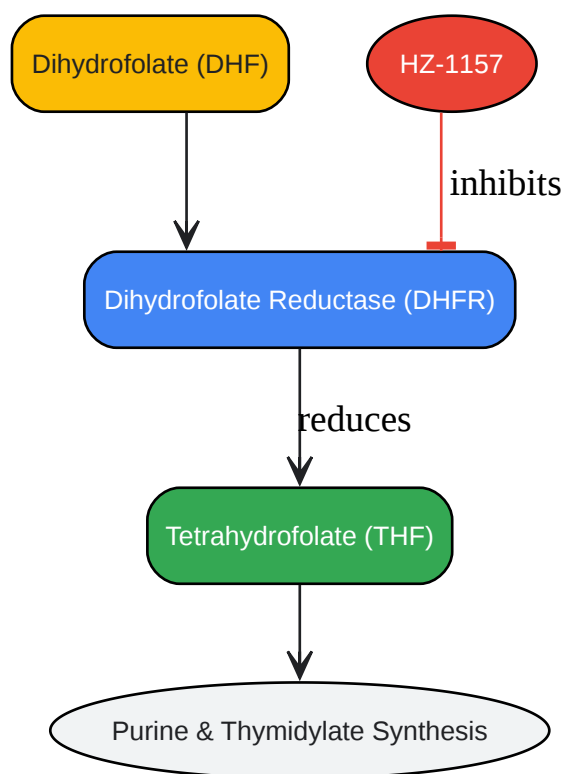 Dihydrofolate (DHF)
HZ-1157
inhibits
Dihydrofolate Reductase (DHFR)
reduces
Tetrahydrofolate (THF)
Purine & Thymidylate Synthesis